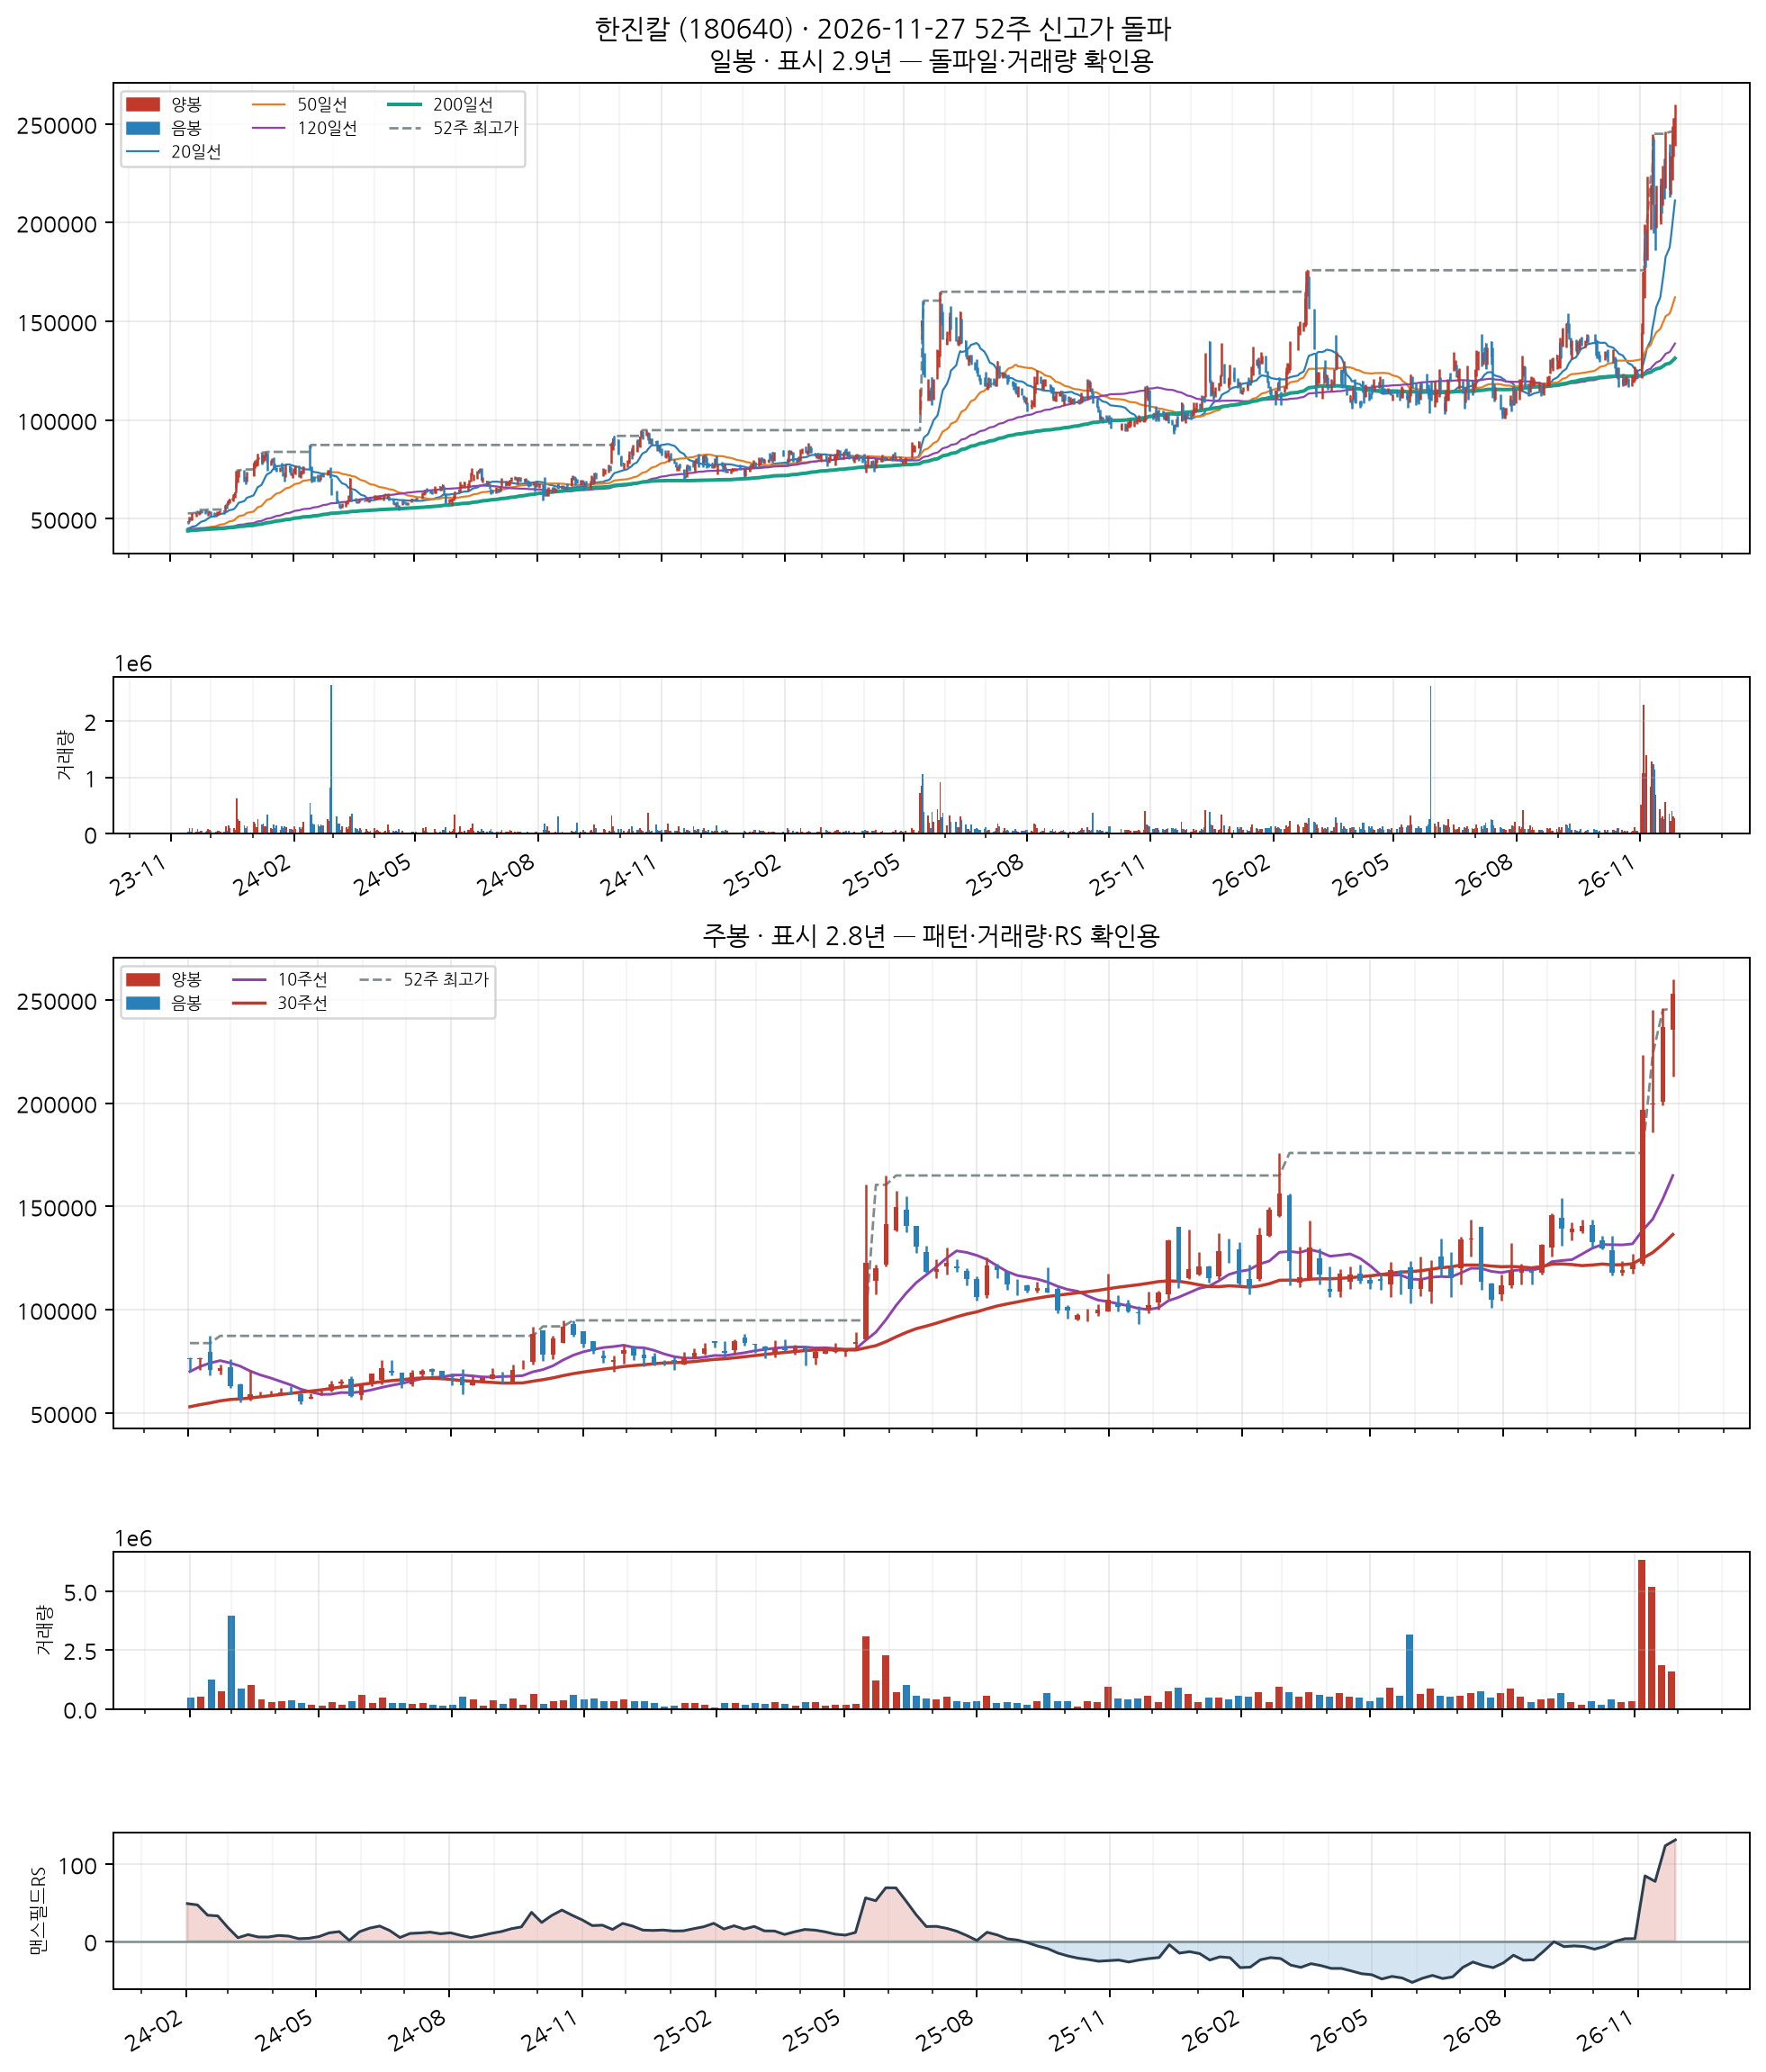 한진칼 (180640) · 2026-11-27 52주 신고가 돌파
일봉 · 표시 2.9년 — 돌파일·거래량 확인용
양봉
음봉
20일선
50일선
120일선
200일선
52주 최고가
250000
200000
150000
100000
50000
1e6
거래량
2
1
0
23-11
24-02
24-05
24-08
24-11
25-02
25-05
25-08
25-11
26-02
26-05
26-08
26-11
주봉 · 표시 2.8년 — 패턴·거래량·RS 확인용
양봉
음봉
10주선
30주선
52주 최고가
250000
200000
150000
100000
50000
1e6
거래량
5.0
2.5
0.0
맨스필드RS
100
0
24-02
24-05
24-08
24-11
25-02
25-05
25-08
25-11
26-02
26-05
26-08
26-11